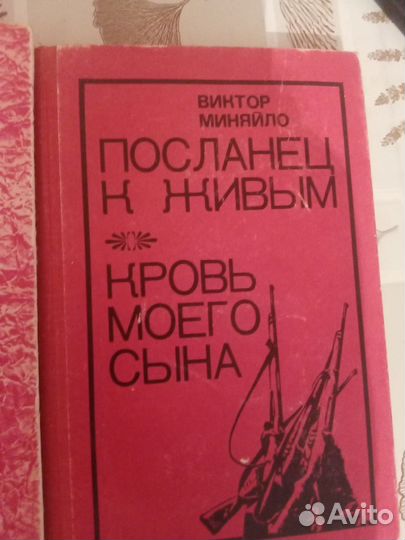 ВИКТОР
МИНЯЙЛО
ПОСЛАНЕЦ
К ЖИВЫМ
КРОВЬ
МОЕГО
СЫНА
Avito